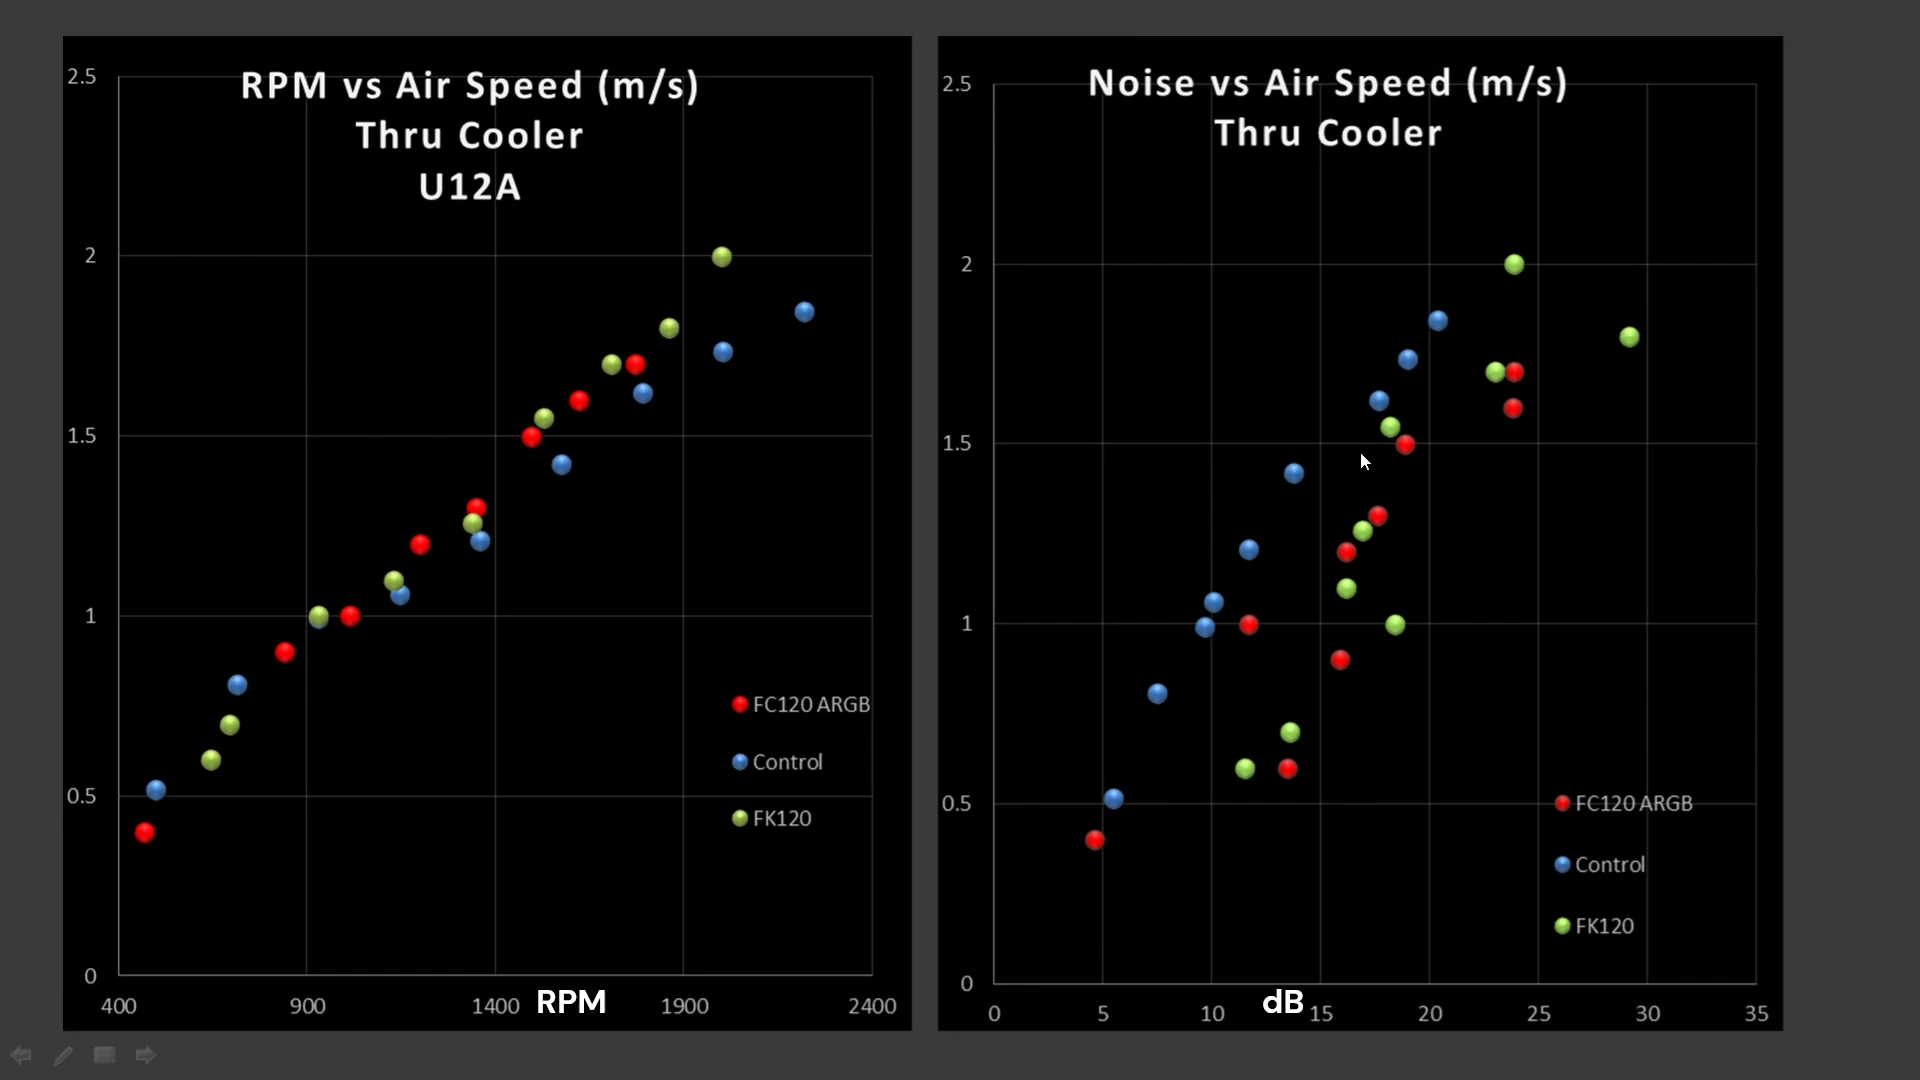 RPM vs Air Speed (m/s)
Thru Cooler
U12A
2.5
2
1.5
1
0.5
0
400 900 1400 RPM 1900 2400
FC120 ARGB
Control
FK120
Noise vs Air Speed (m/s)
Thru Cooler
2.5
2
1.5
1
0.5
0
0 5 10 dB 15 20 25 30 35
FC120 ARGB
Control
FK120